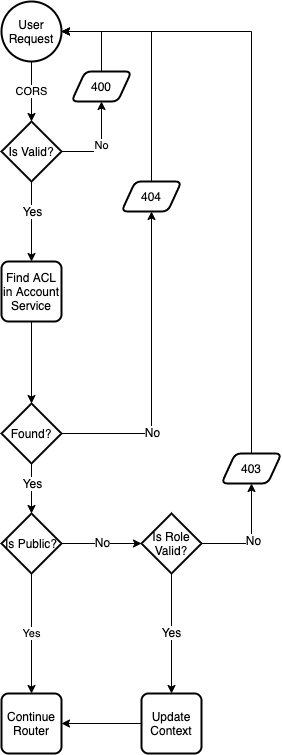 User
Request
400
CORS
Is Valid?
No
404
Yes
Find ACL
in Account
Service
Found?
No
403
Yes
Is Public?
No
Is Role
Valid?
No
Yes
Yes
Continue
Router
Update
Context